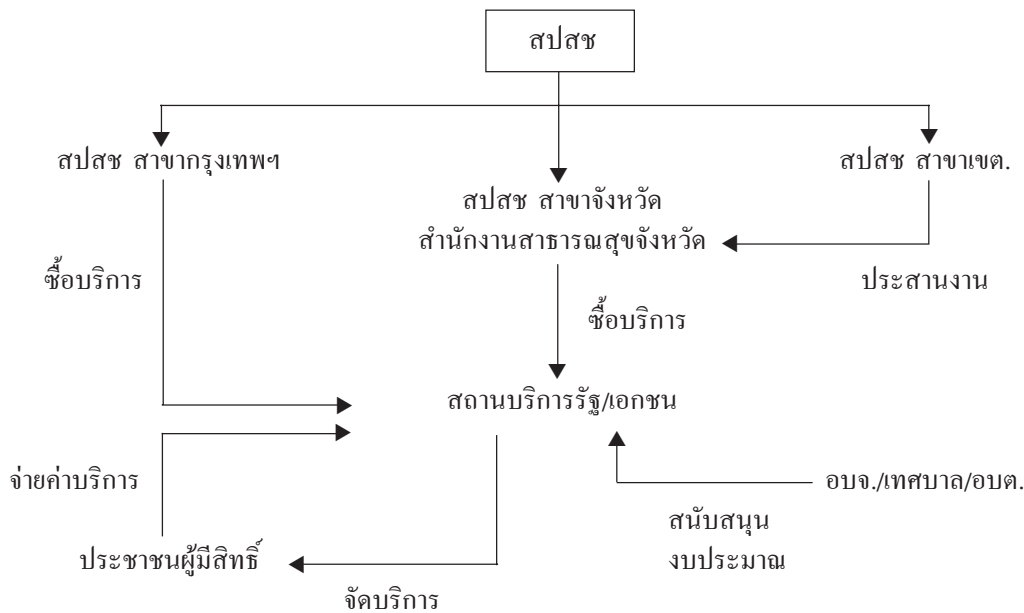 สปสช
สปสช สาขากรุงเทพฯ
สปสช สาขาเขต.
สปสช สาขาจังหวัด
สำนักงานสาธารณสุขจังหวัด
ซื้อบริการ
ประสานงาน
ซื้อบริการ
สถานบริการรัฐ/เอกชน
จ่ายค่าบริการ
อบจ./เทศบาล/อบต.
สนับสนุน
งบประมาณ
ประชาชนผู้มีสิทธิ์
จัดบริการ